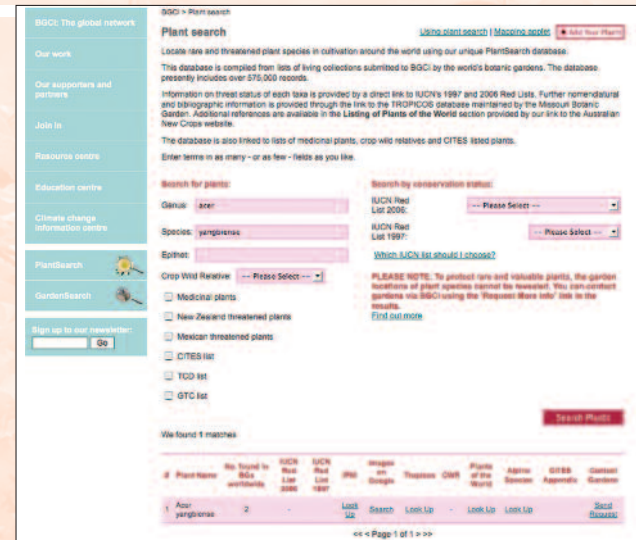 BGCI: The global network
Our work
Our supporters and
partners
Join in
Resource centre
Education centre
Climate change
information centre
PlantSearch
GardenSearch
Sign up to our newsletter:
Go
BGCI > Plant search
Plant search
Using plant search | Mapping applet
Add Your Plants
Locate rare and threatened plant species in cultivation around the world using our unique PlantSearch database.
This database is compiled from lists of living collections submitted to BGCI by the world's botanic gardens. The database
presently includes over 575,000 records.
Information on threat status of each taxa is provided by a direct link to IUCN's 1997 and 2006 Red Lists. Further nomenclatural
and bibliographic information is provided through the link to the TROPICOS database maintained by the Missouri Botanic
Garden. Additional references are available in the Listing of Plants of the World section provided by our link to the Australian
New Crops website.
The database is also linked to lists of medicinal plants, crop wild relatives and CITES listed plants.
Enter terms in as many - or as few - fields as you like.
Search for plants:
Genus: acer
Species: yangbiense
Epithet:
Crop Wild Relative: --- Please Select ---
Medicinal plants
New Zealand threatened plants
Mexican threatened plants
CITES list
TCD list
GTC list
Search by conservation status:
IUCN Red
List 2006: --- Please Select ---
IUCN Red
List 1997: --- Please Select ---
Which IUCN list should I choose?
PLEASE NOTE: To protect rare and valuable plants, the garden
locations of plant species cannot be revealed. You can contact
gardens via BGCI using the 'Request More Info' link in the
results.
Find out more
Search Plants
We found 1 matches
# Plant Name No. found in BGs worldwide IUCN Red List 2006 IUCN Red List 1997 IPNI Images on Google Tropicos CWR Plants of the World Alpine Species CITES Appendix Contact Gardens
1 Acer yangbiense 2 - Look Up Search Look Up - Look Up Look Up Send Request
<< < Page 1 of 1 > >>